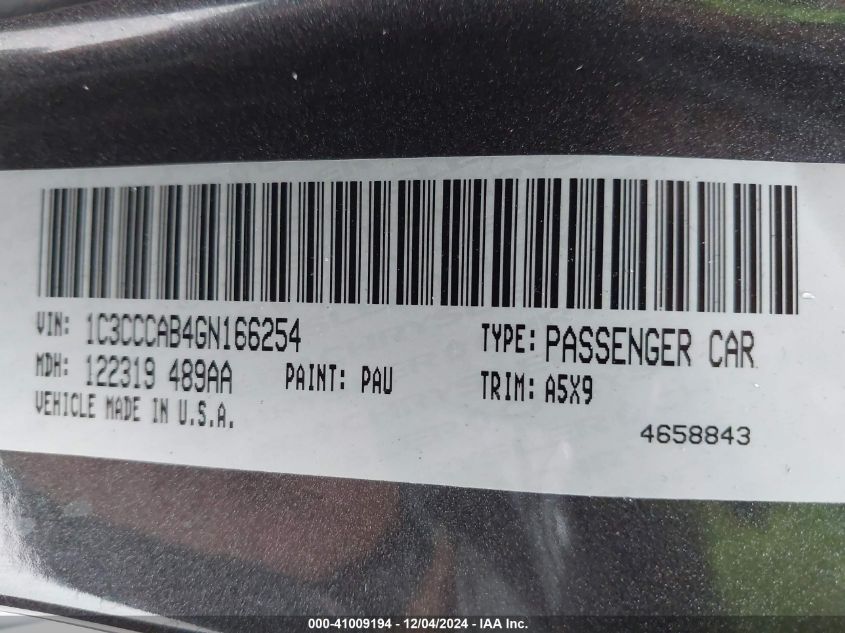 VIN: 1C3CCCAB4GN166254
TYPE: PASSENGER CAR
MDH: 122319 489AA
PAINT: PAU
TRIM: A5X9
VEHICLE MADE IN U.S.A.
4658843
000-41009194 - 12/04/2024 - IAA Inc.